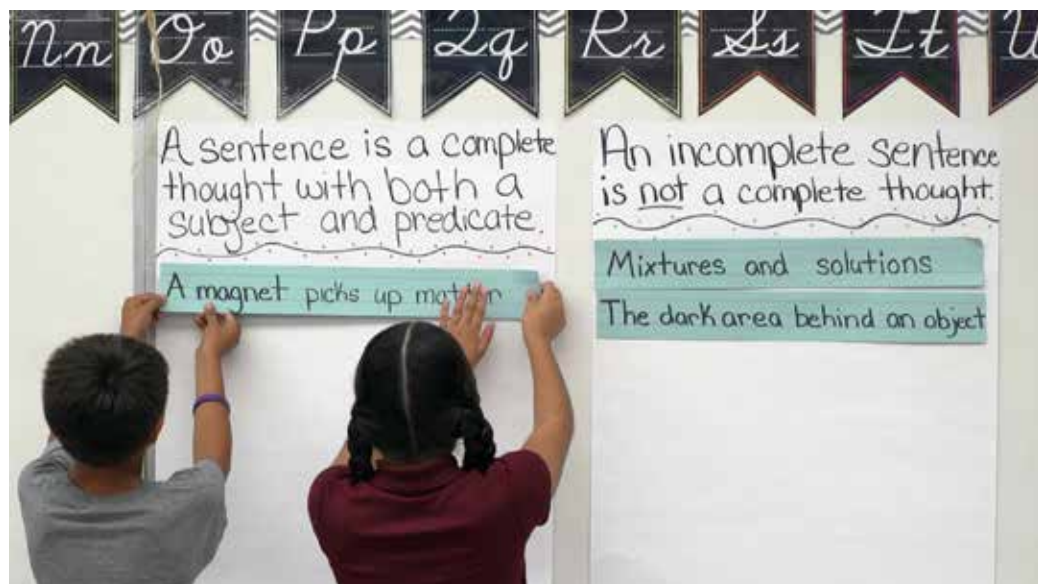 Nn Oo Pp Qq Rr Ss Tt U
A sentence is a complete
thought with both a
subject and predicate.
A magnet picks up
An incomplete sentence
is not a complete thought.
Mixtures and solutions
The dark area behind an object